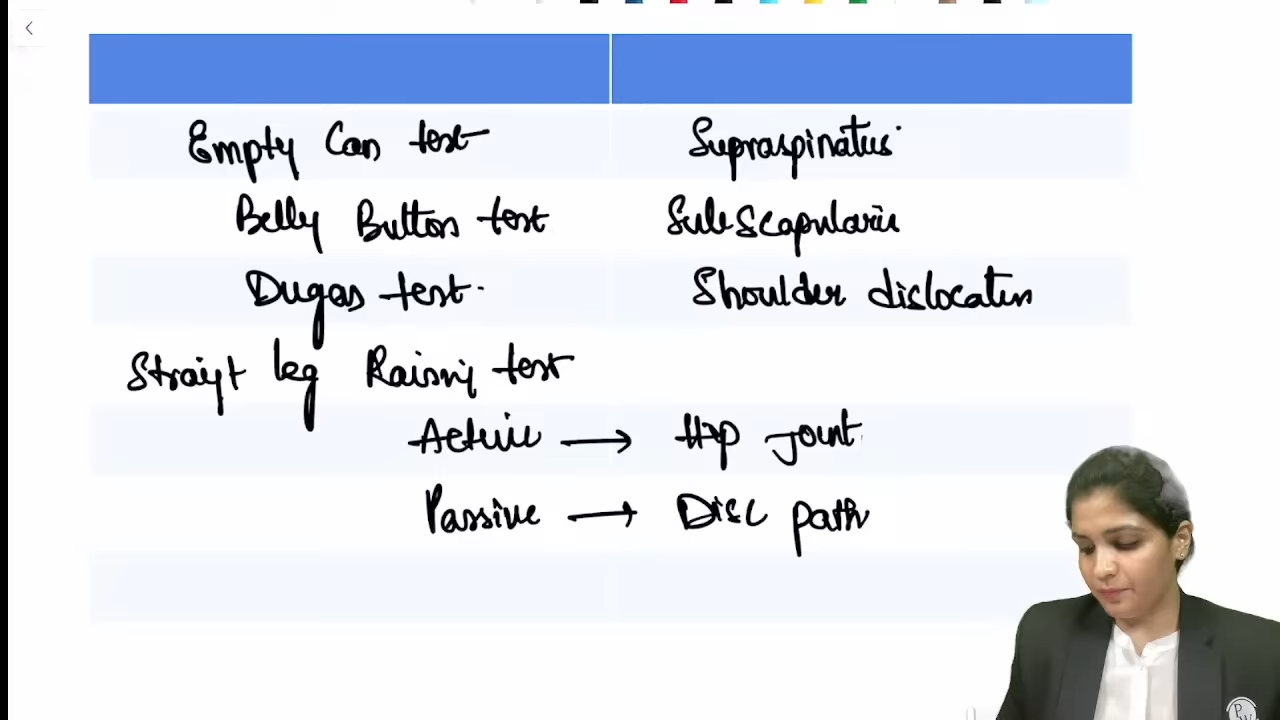 Empty Can test Supraspinatus
Belly Button test Subscapularis
Dugas test. Shoulder dislocation
Straight leg Raising test
Active → Hip joint
Passive → Disc path